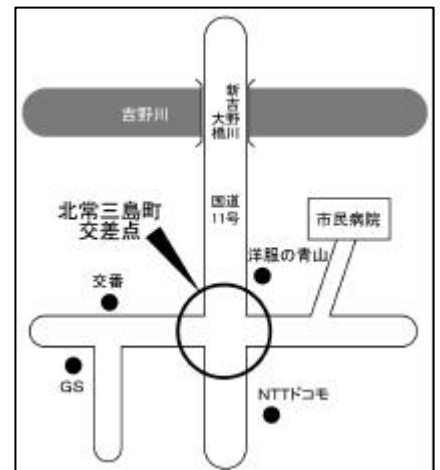 吉野川
新吉野川
大橋
国道
11号
北常三島町
交差点
市民病院
洋服の青山
交番
GS
NTTドコモ